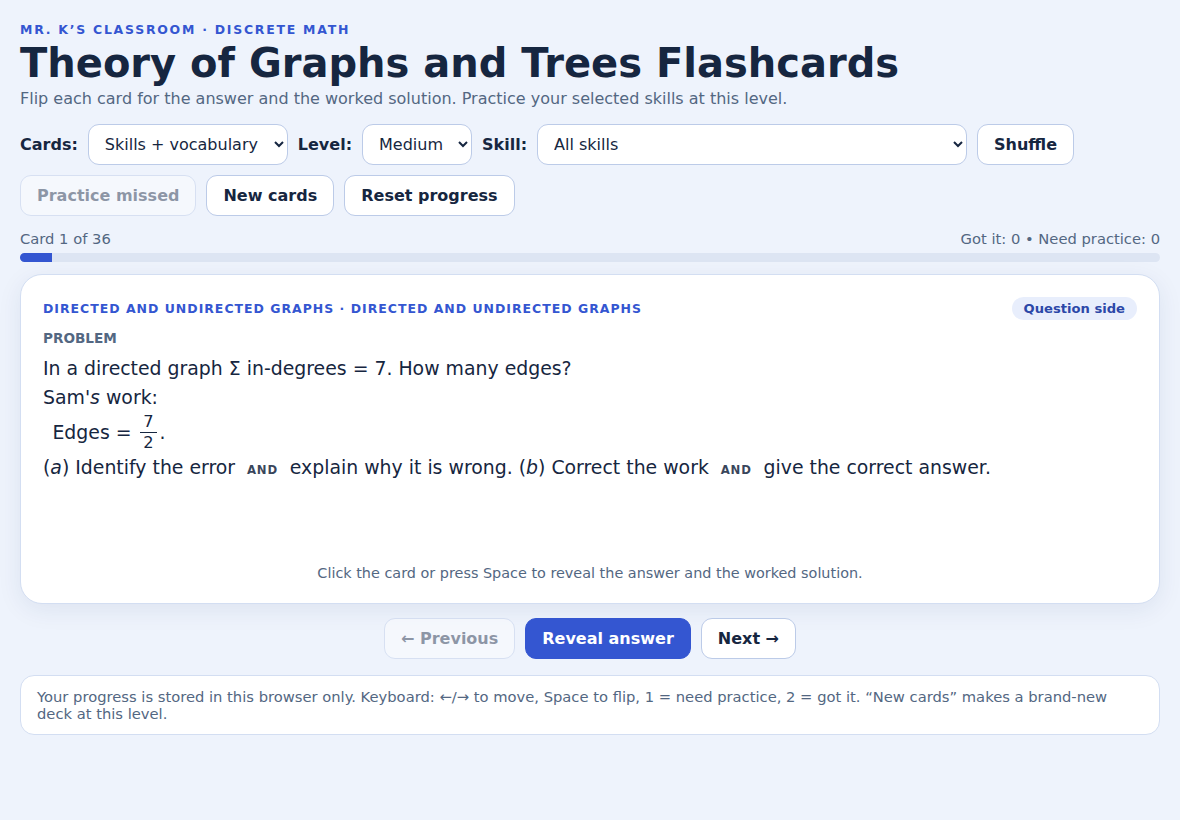 MR. K’S CLASSROOM · DISCRETE MATH
Theory of Graphs and Trees Flashcards
Flip each card for the answer and the worked solution. Practice your selected skills at this level.
Cards: Skills + vocabulary Level: Medium Skill: All skills Shuffle
Practice missed New cards Reset progress
Card 1 of 36 Got it: 0 • Need practice: 0
DIRECTED AND UNDIRECTED GRAPHS · DIRECTED AND UNDIRECTED GRAPHS Question side
PROBLEM
In a directed graph Σ in-degrees = 7. How many edges?
Sam's work:
Edges = 7/2.
(a) Identify the error AND explain why it is wrong. (b) Correct the work AND give the correct answer.
Click the card or press Space to reveal the answer and the worked solution.
← Previous Reveal answer Next →
Your progress is stored in this browser only. Keyboard: ←/→ to move, Space to flip, 1 = need practice, 2 = got it. “New cards” makes a brand-new
deck at this level.